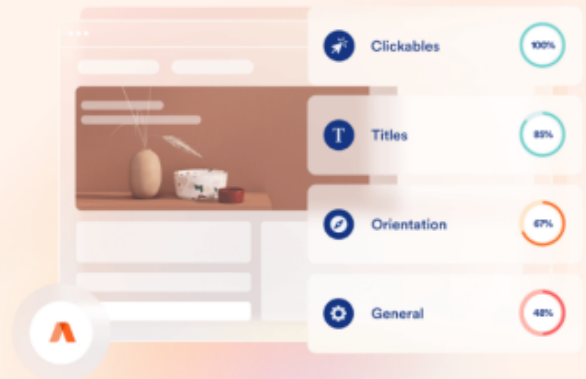 Clickables
100%
T
Titles
85%
Orientation
67%
General
48%